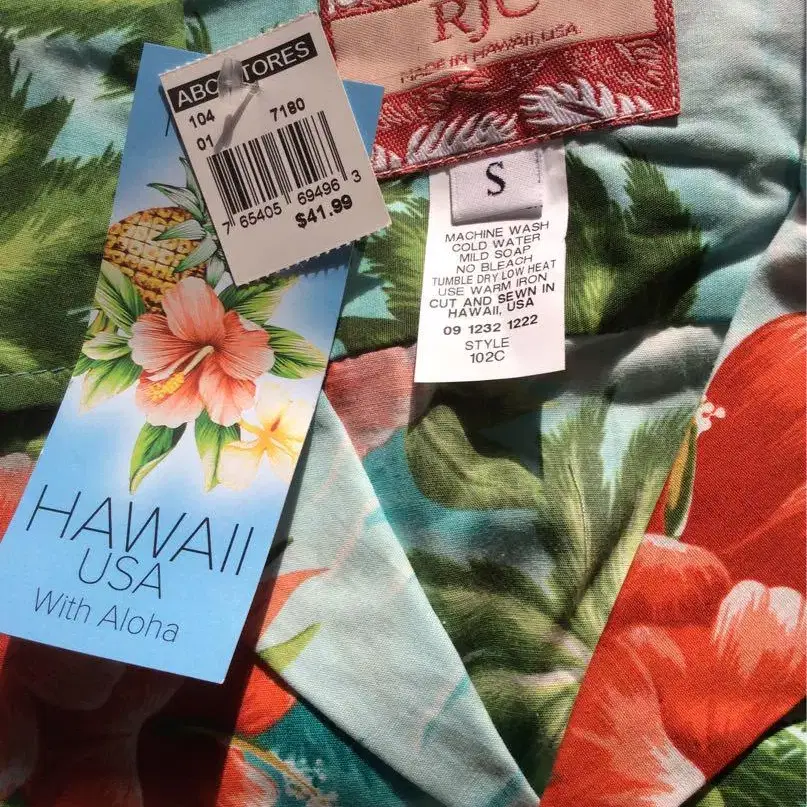 RJC
MADE IN HAWAII, U.S.A.
ABC STORES
104 7180
01
7 65405 69496 3
$41.99
S
MACHINE WASH
COLD WATER
MILD SOAP
NO BLEACH
TUMBLE DRY LOW HEAT
USE WARM IRON
CUT AND SEWN IN
HAWAII, USA
09 1232 1222
STYLE
102C
HAWAII
USA
With Aloha